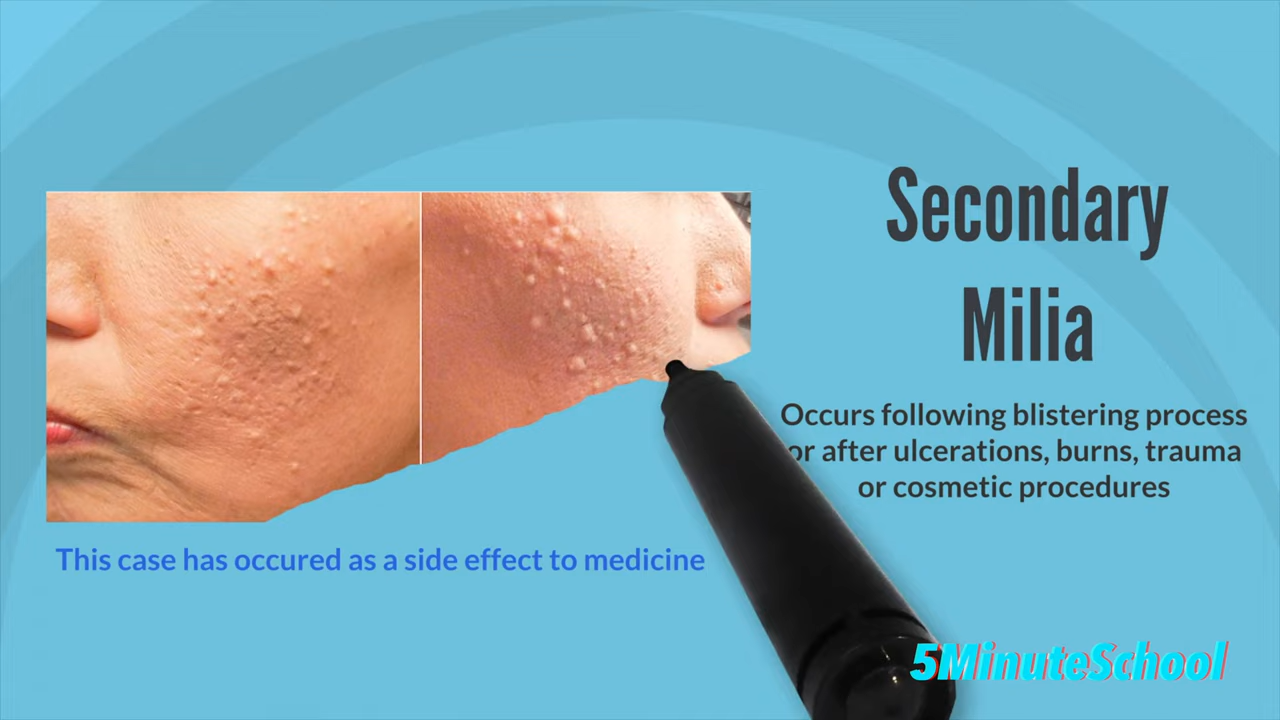 Secondary
Milia
Occurs following blistering process
or after ulcerations, burns, trauma
or cosmetic procedures
This case has occured as a side effect to medicine
5MinuteSchool